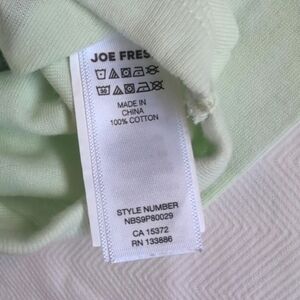 JOE FRES
MADE IN
CHINA
100% COTTON
STYLE NUMBER
NBS9P80029
CA 15372
RN 133886